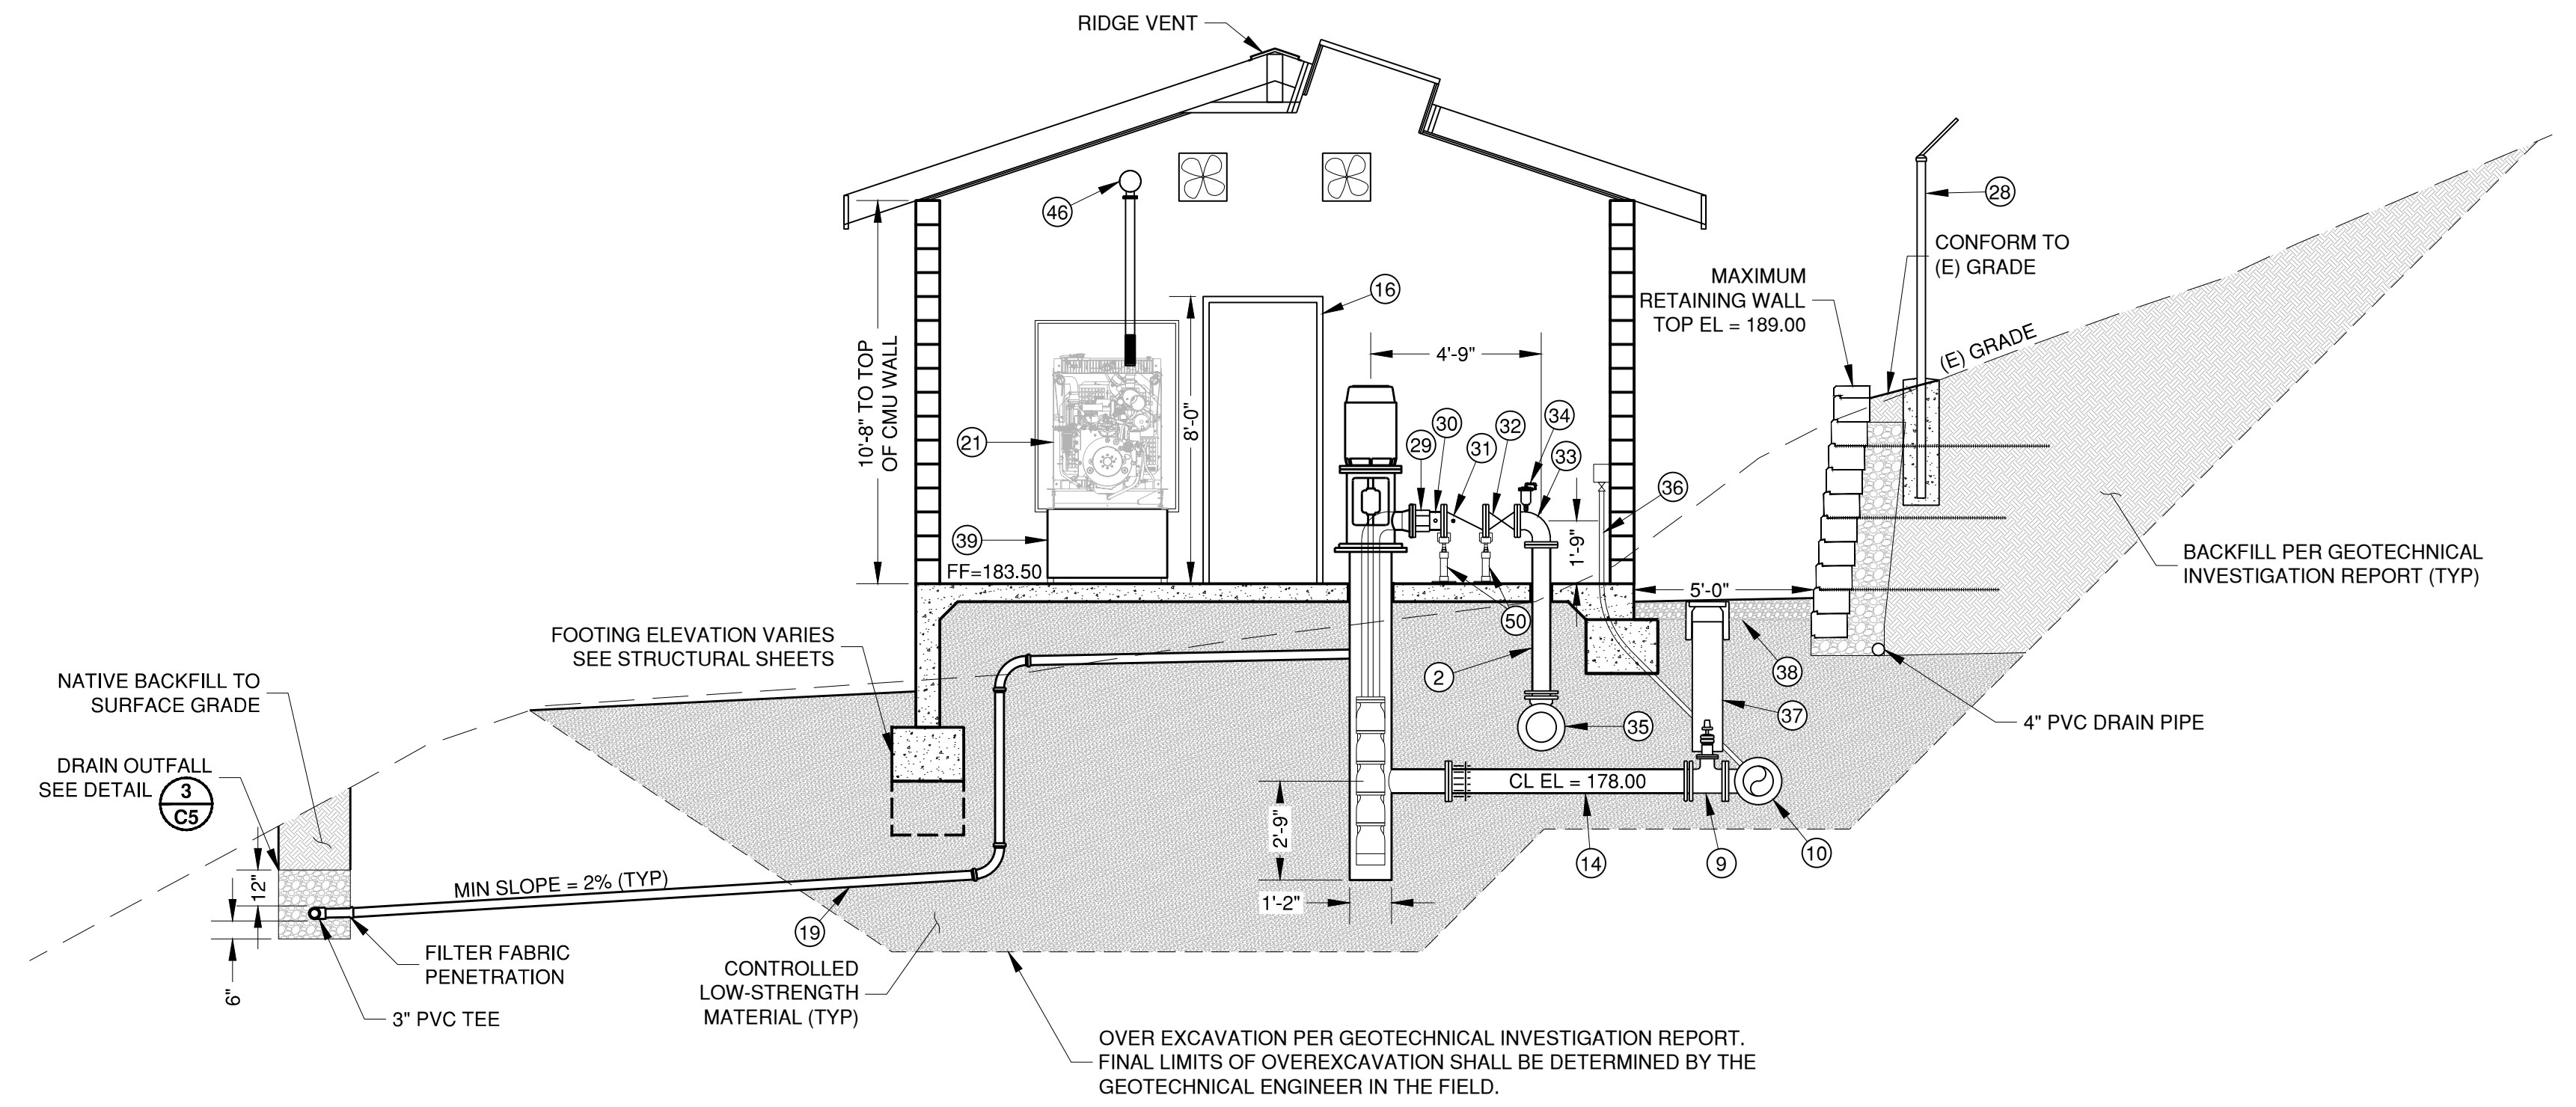 RIDGE VENT
46
28
CONFORM TO
(E) GRADE
MAXIMUM
RETAINING WALL
TOP EL = 189.00
16
(E) GRADE
4'-9"
10'-8" TO TOP
OF CMU WALL
8'-0"
21
29
30
31
32
34
33
36
39
FF=183.50
1'-9"
5'-0"
BACKFILL PER GEOTECHNICAL
INVESTIGATION REPORT (TYP)
50
FOOTING ELEVATION VARIES
SEE STRUCTURAL SHEETS
2
38
NATIVE BACKFILL TO
SURFACE GRADE
35
37
4" PVC DRAIN PIPE
DRAIN OUTFALL
SEE DETAIL
3
C5
CL EL = 178.00
2'-9"
14
9
10
12"
MIN SLOPE = 2% (TYP)
1'-2"
19
6"
FILTER FABRIC
PENETRATION
3" PVC TEE
CONTROLLED
LOW-STRENGTH
MATERIAL (TYP)
OVER EXCAVATION PER GEOTECHNICAL INVESTIGATION REPORT.
FINAL LIMITS OF OVEREXCAVATION SHALL BE DETERMINED BY THE
GEOTECHNICAL ENGINEER IN THE FIELD.